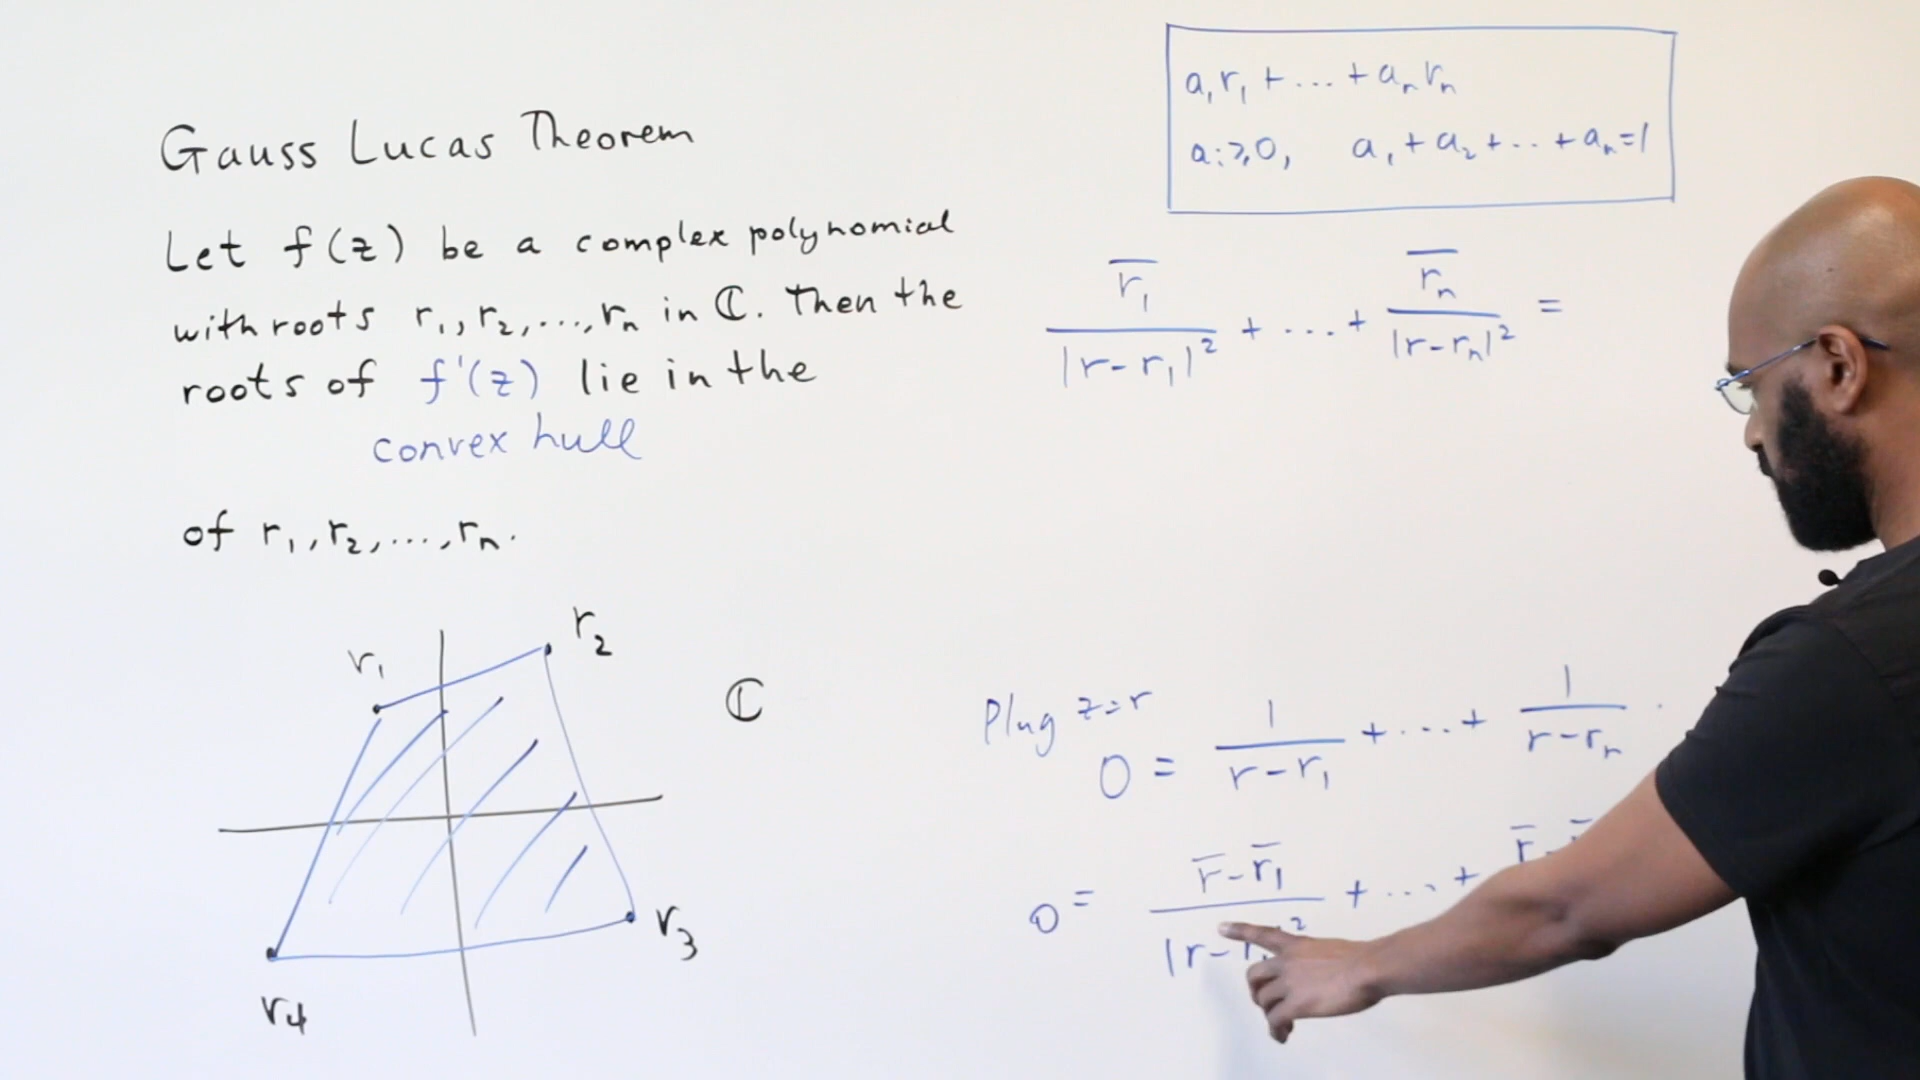 Gauss Lucas Theorem
Let f(z) be a complex polynomial
with roots r₁, r₂, ..., rₙ in ℂ. Then the
roots of f'(z) lie in the
convex hull
of r₁, r₂, ..., rₙ.
r₁
r₂
ℂ
r₃
r₄
a₁r₁ + ... + aₙrₙ
aᵢ ≥ 0, a₁ + a₂ + ... + aₙ = 1
r̅₁/|r-r₁|² + ... + r̅ₙ/|r-rₙ|² =
Plug z=r
0 = 1/(r-r₁) + ... + 1/(r-rₙ).
0 = (r̅-r̅₁)/|r-r₁|² + ... + r̅ -